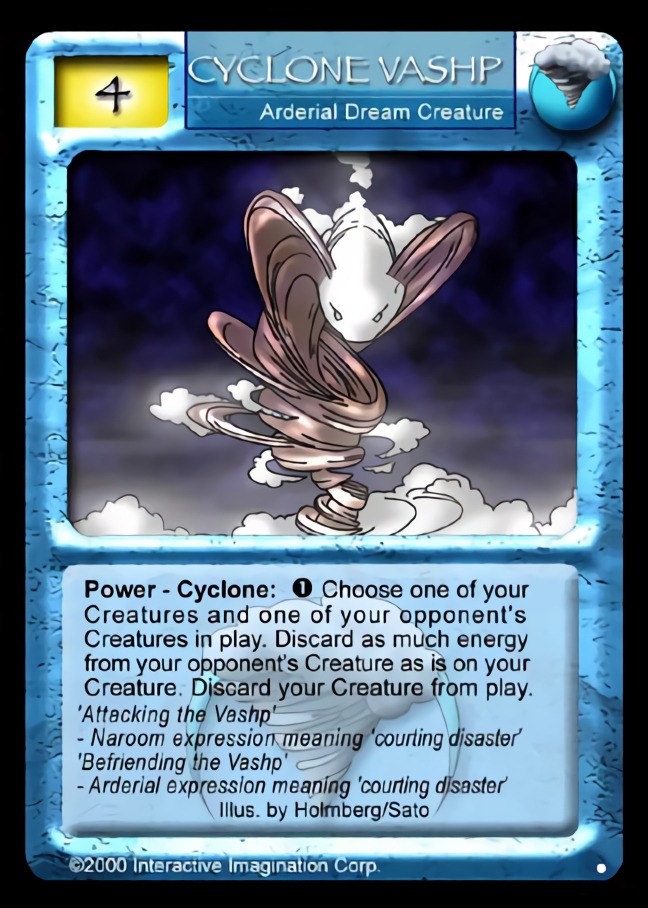 4
CYCLONE VASHP
Arderial Dream Creature
Power - Cyclone: ❶ Choose one of your
Creatures and one of your opponent's
Creatures in play. Discard as much energy
from your opponent's Creature as is on your
Creature. Discard your Creature from play.
'Attacking the Vashp'
- Naroom expression meaning 'courting disaster'
'Befriending the Vashp'
- Arderial expression meaning 'courting disaster'
Illus. by Holmberg/Sato
©2000 Interactive Imagination Corp.